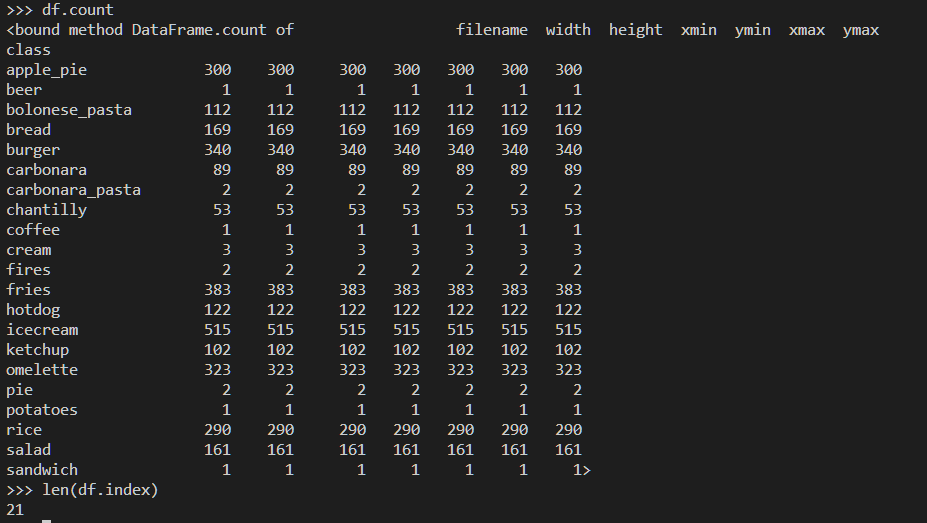 >>> df.count
<bound method DataFrame.count of                  filename  width  height  xmin  ymin  xmax  ymax
class
apple_pie             300    300     300   300   300   300   300
beer                    1      1       1     1     1     1     1
bolonese_pasta        112    112     112   112   112   112   112
bread                 169    169     169   169   169   169   169
burger                340    340     340   340   340   340   340
carbonara              89     89      89    89    89    89    89
carbonara_pasta         2      2       2     2     2     2     2
chantilly              53     53      53    53    53    53    53
coffee                  1      1       1     1     1     1     1
cream                   3      3       3     3     3     3     3
fires                   2      2       2     2     2     2     2
fries                 383    383     383   383   383   383   383
hotdog                122    122     122   122   122   122   122
icecream              515    515     515   515   515   515   515
ketchup               102    102     102   102   102   102   102
omelette              323    323     323   323   323   323   323
pie                     2      2       2     2     2     2     2
potatoes                1      1       1     1     1     1     1
rice                  290    290     290   290   290   290   290
salad                 161    161     161   161   161   161   161
sandwich                1      1       1     1     1     1     1>
>>> len(df.index)
21